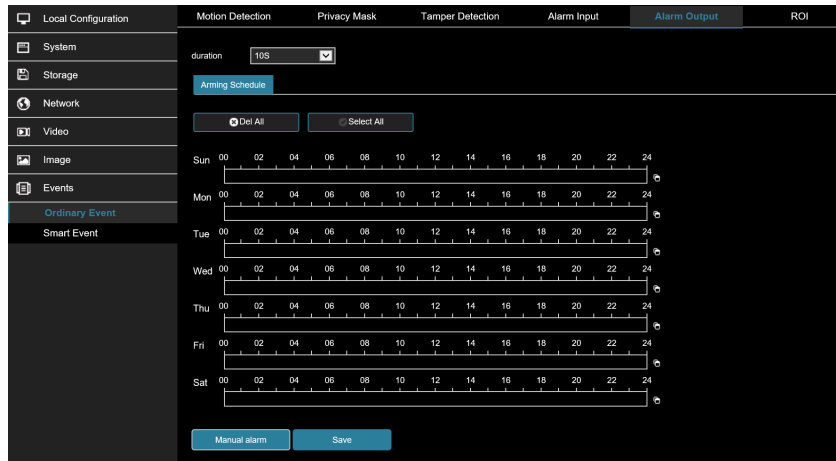 Local Configuration
System
Storage
Network
Video
Image
Events
Ordinary Event
Smart Event
Motion Detection Privacy Mask Tamper Detection Alarm Input Alarm Output ROI
duration 10S
Arming Schedule
Del All Select All
Sun 00 02 04 06 08 10 12 14 16 18 20 22 24
Mon 00 02 04 06 08 10 12 14 16 18 20 22 24
Tue 00 02 04 06 08 10 12 14 16 18 20 22 24
Wed 00 02 04 06 08 10 12 14 16 18 20 22 24
Thu 00 02 04 06 08 10 12 14 16 18 20 22 24
Fri 00 02 04 06 08 10 12 14 16 18 20 22 24
Sat 00 02 04 06 08 10 12 14 16 18 20 22 24
Manual alarm Save